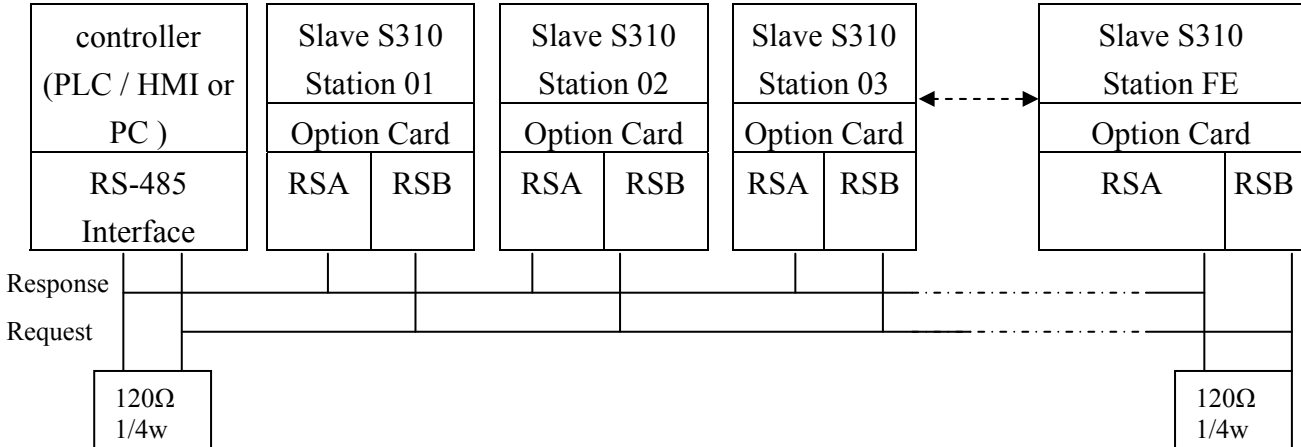 controller
(PLC / HMI or
PC )
RS-485
Interface
Slave S310
Station 01
Option Card
RSA RSB
Slave S310
Station 02
Option Card
RSA RSB
Slave S310
Station 03
Option Card
RSA RSB
Slave S310
Station FE
Option Card
RSA RSB
Response
Request
120Ω
1/4w
120Ω
1/4w